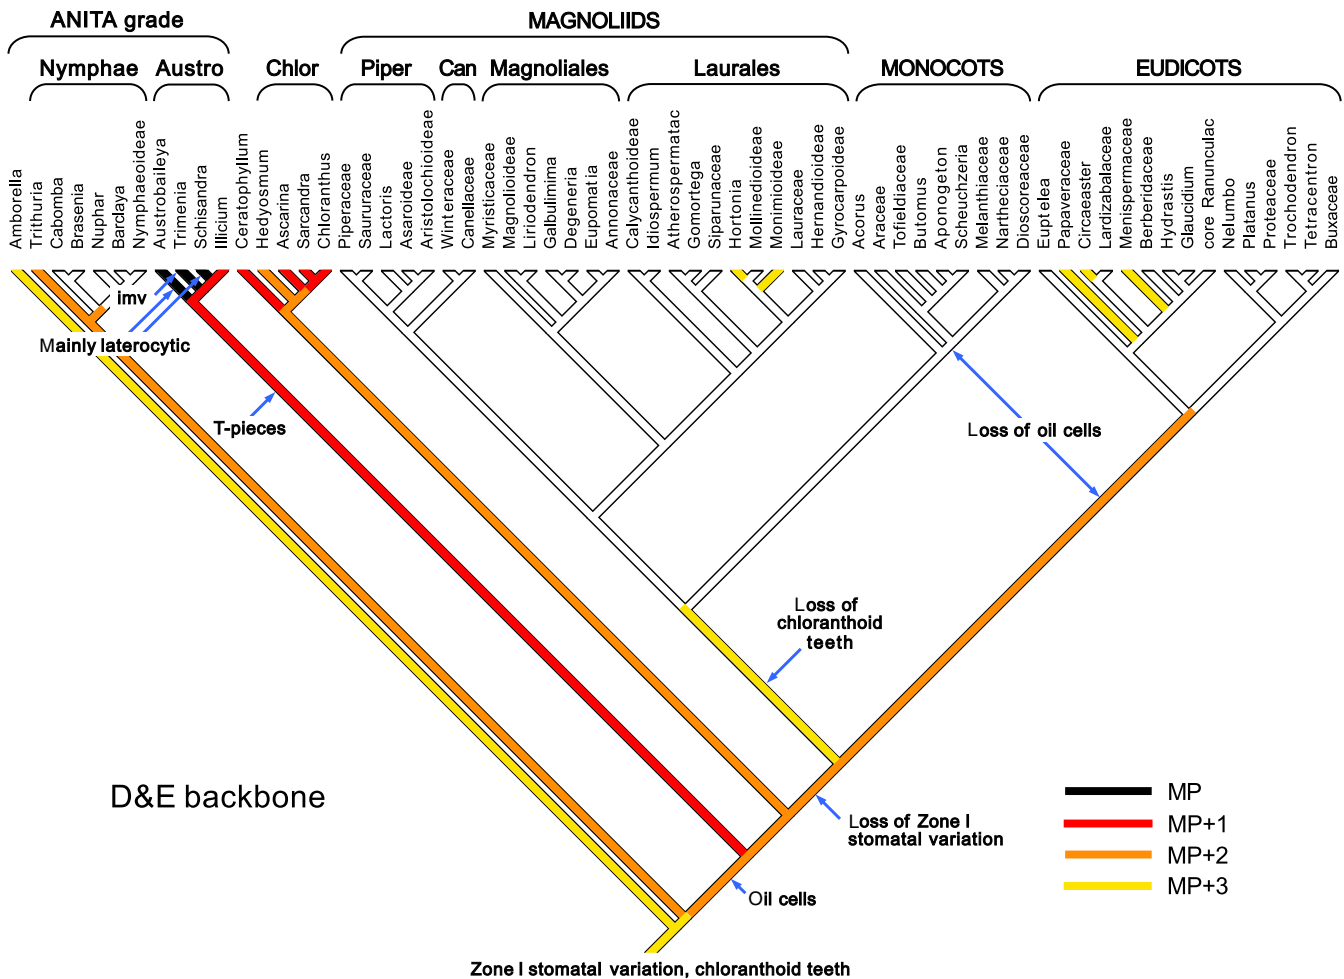 ANITA grade
MAGNOLIIDS
Nymphae
Austro
Chlor
Piper
Can
Magnoliales
Laurales
MONOCOTS
EUDICOTS
Amborella
Trithuria
Cabomba
Brasenia
Nuphar
Barclaya
Nymphaeoideae
Austrobaileya
Trimenia
Schisandra
Illicium
Ceratophyllum
Hedyosmum
Ascarina
Sarcandra
Chloranthus
Piperaceae
Saururaceae
Lactoris
Asaroideae
Aristolochioideae
Winteraceae
Canellaceae
Myristicaceae
Magnolioideae
Liriodendron
Galbulimima
Degeneria
Eupomatia
Annonaceae
Calycanthoideae
Idiospermum
Atherospermatac
Gomortega
Siparunaceae
Hortonia
Mollinedioideae
Monimioideae
Lauraceae
Hernandioideae
Gyrocarpoideae
Acorus
Araceae
Tofieldiaceae
Butomus
Aponogeton
Scheuchzeria
Melanthiaceae
Nartheciaceae
Dioscoreaceae
Euptelea
Papaveraceae
Circaeaster
Lardizabalaceae
Menispermaceae
Berberidaceae
Hydrastis
Glaucidium
core Ranunculac
Nelumbo
Platanus
Proteaceae
Trochodendron
Tetracentron
Buxaceae
imv
Mainly laterocytic
T-pieces
Loss of oil cells
Loss of
chloranthoid
teeth
D&E backbone
Loss of Zone I
stomatal variation
Oil cells
MP
MP+1
MP+2
MP+3
Zone I stomatal variation, chloranthoid teeth